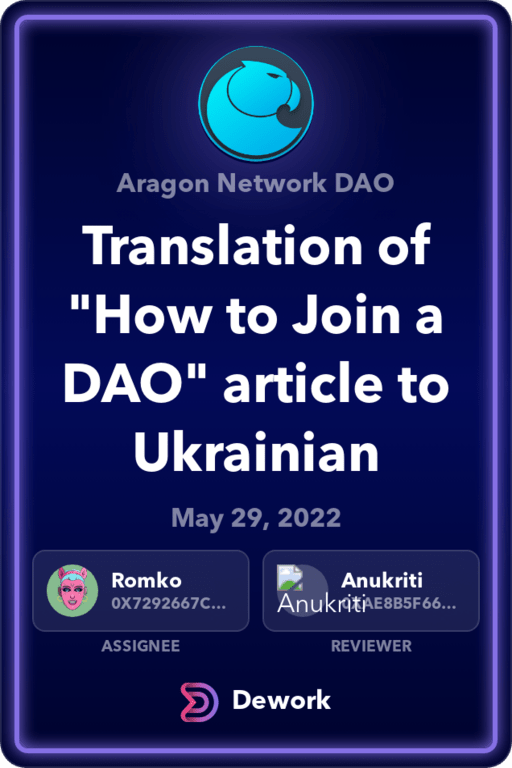 Aragon Network DAO
Translation of
"How to Join a
DAO" article to
Ukrainian
May 29, 2022
Romko
0X7292667C...
ASSIGNEE
Anukriti
Anukriti
0XAE8B5F66...
REVIEWER
Dework